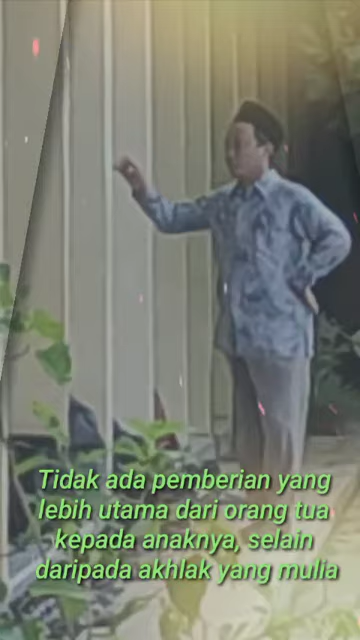 Tidak ada pemberian yang
lebih utama dari orang tua
kepada anaknya, selain
daripada akhlak yang mulia